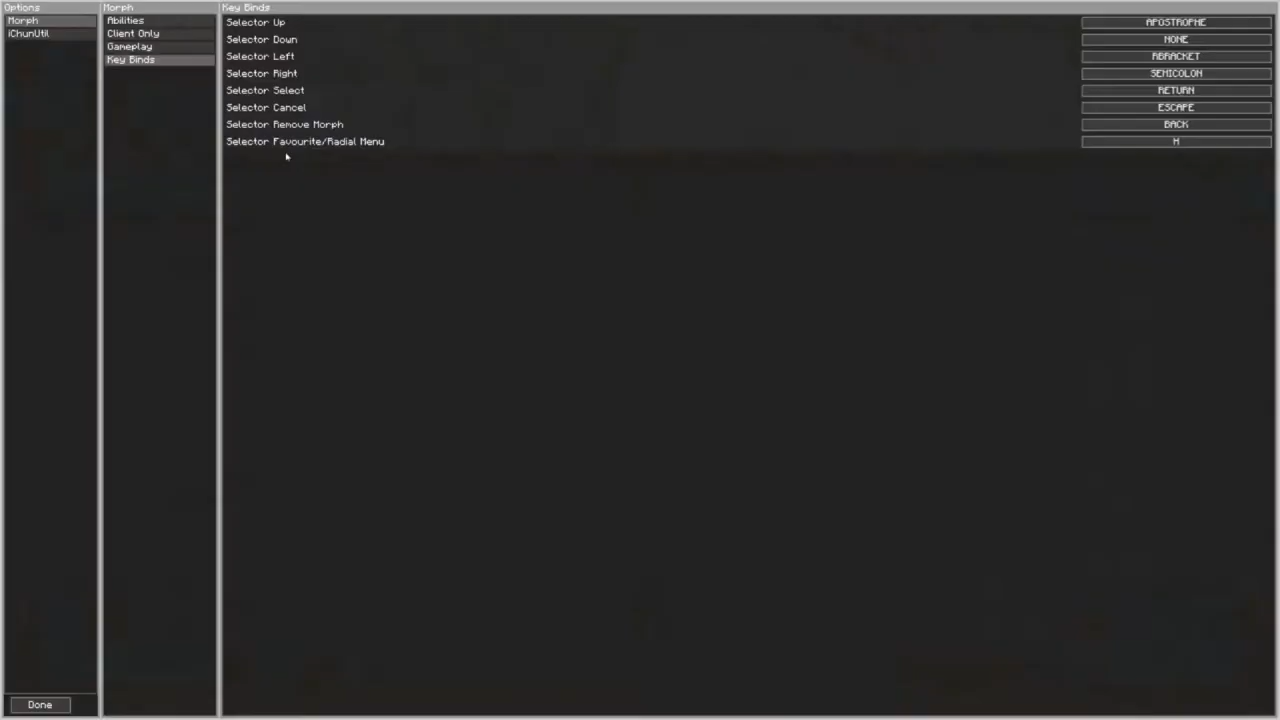 Options
Morph
iChunUtil
Done
Morph
Abilities
Client Only
Gameplay
Key Binds
Key Binds
Selector Up APOSTROPHE
Selector Down NONE
Selector Left RBRACKET
Selector Right SEMICOLON
Selector Select RETURN
Selector Cancel ESCAPE
Selector Remove Morph BACK
Selector Favourite/Radial Menu H